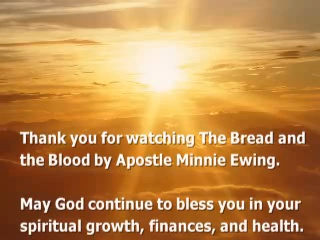 Thank you for watching The Bread and
the Blood by Apostle Minnie Ewing.
May God continue to bless you in your
spiritual growth, finances, and health.